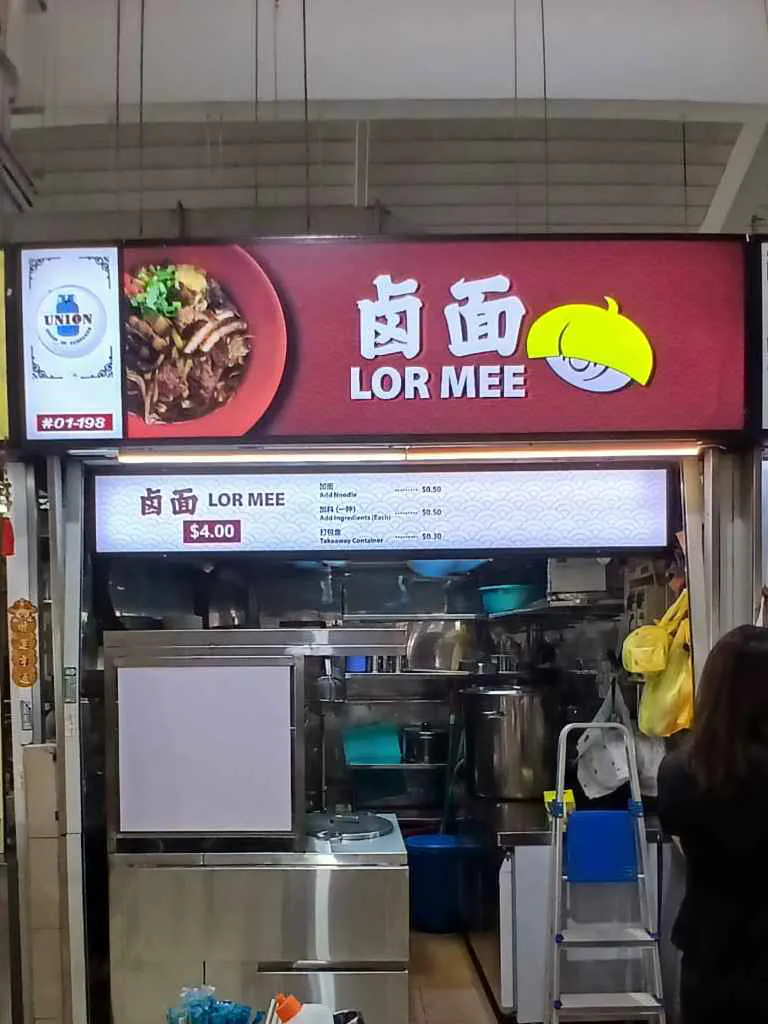 卤面
LOR MEE
UNION
#01-198
卤面 LOR MEE
$4.00
加面
Add Noodle ........ $0.50
加料 (一种)
Add Ingredients (Each) ........ $0.50
打包盒
Takeaway Container ........ $0.30